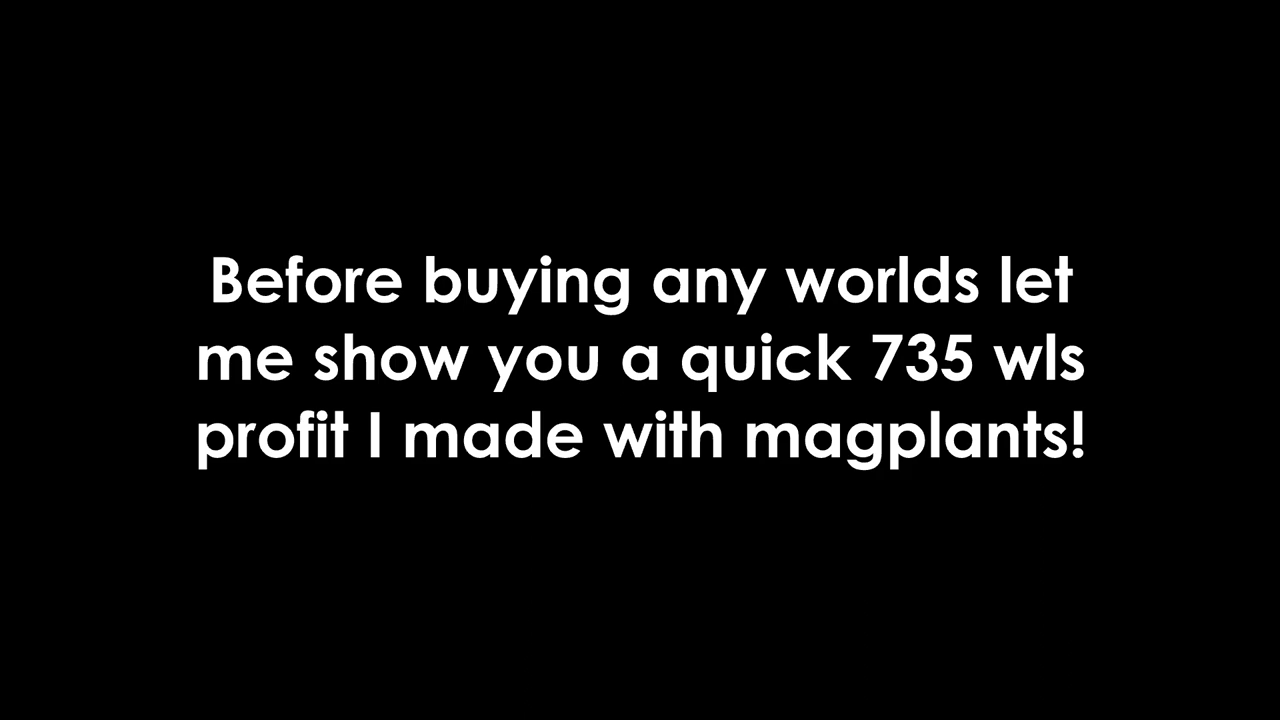 Before buying any worlds let
me show you a quick 735 wls
profit I made with magplants!